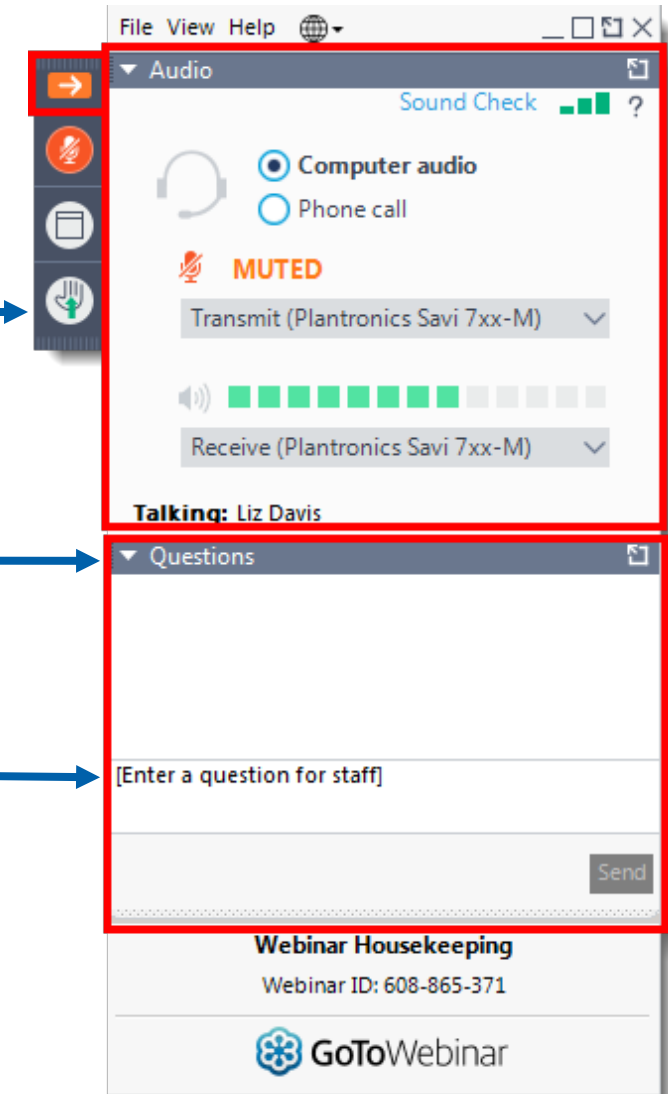 File View Help
Audio
Sound Check ?
Computer audio
Phone call
MUTED
Transmit (Plantronics Savi 7xx-M)
Receive (Plantronics Savi 7xx-M)
Talking: Liz Davis
Questions
[Enter a question for staff]
Send
Webinar Housekeeping
Webinar ID: 608-865-371
GoToWebinar